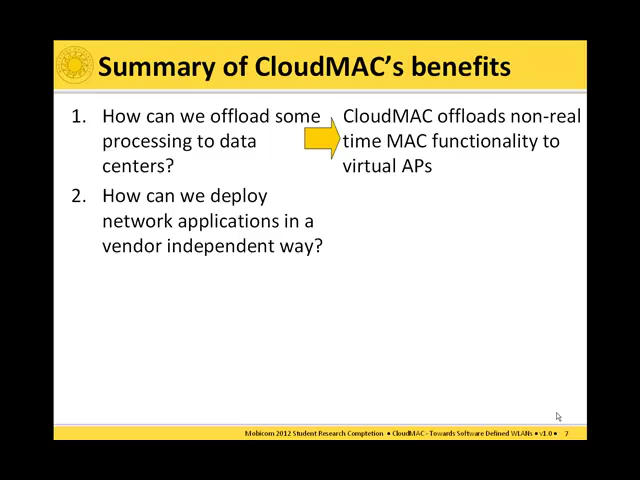 Summary of CloudMAC's benefits
1. How can we offload some
processing to data
centers?
CloudMAC offloads non-real
time MAC functionality to
virtual APs
2. How can we deploy
network applications in a
vendor independent way?
Mobicom 2012 Student Research Comptetion ● CloudMAC - Towards Software Defined WLANs ● v1.0 ● 7